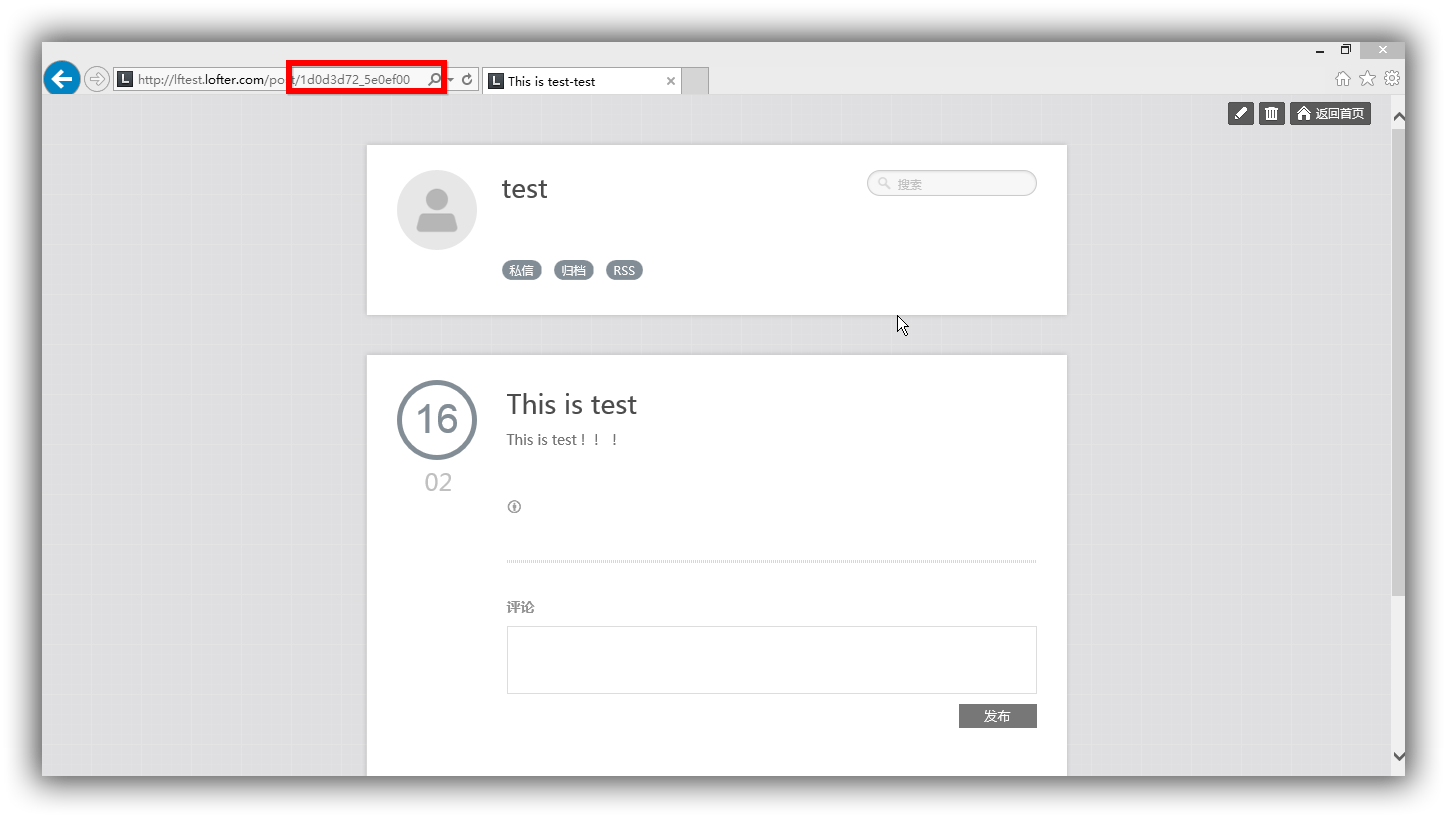 http://lftest.lofter.com/post/1d0d3d72_5e0ef00
L This is test-test
返回首页
test
搜索
私信 归档 RSS
16
This is test
This is test！！！
02
评论
发布